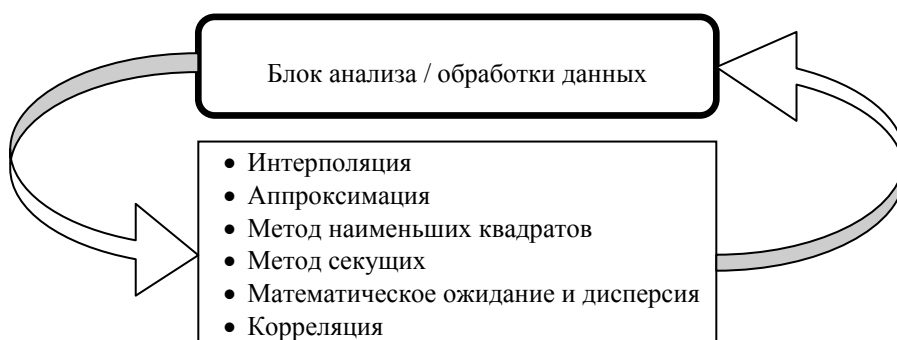 Блок анализа / обработки данных
• Интерполяция
• Аппроксимация
• Метод наименьших квадратов
• Метод секущих
• Математическое ожидание и дисперсия
• Корреляция